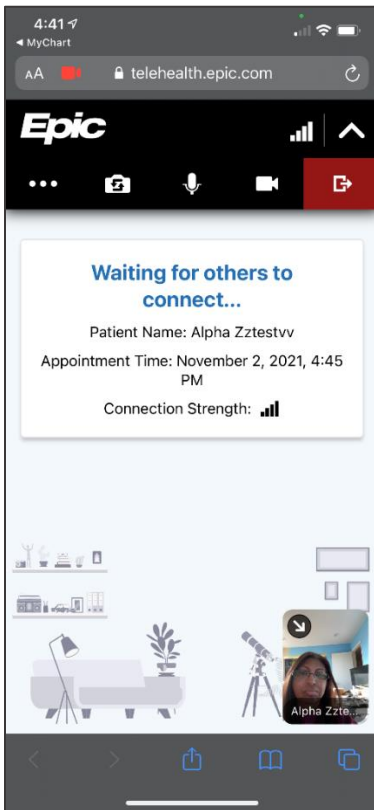 4:41
◀ MyChart
AA telehealth.epic.com
Epic
Waiting for others to
connect...
Patient Name: Alpha Zztestvv
Appointment Time: November 2, 2021, 4:45
PM
Connection Strength:
Alpha Zzte...